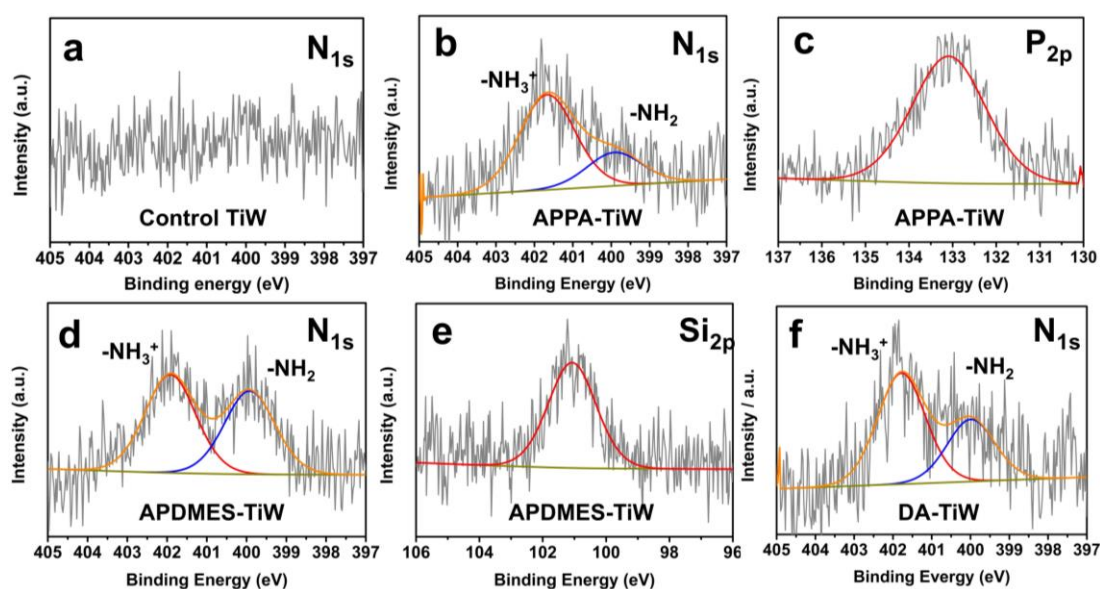 a
N1s
Intensity (a.u.)
Control TiW
405 404 403 402 401 400 399 398 397
Binding energy (eV)
b
N1s
-NH3+
-NH2
Intensity (a.u.)
APPA-TiW
405 404 403 402 401 400 399 398 397
Binding Energy (eV)
c
P2p
Intensity (a.u.)
APPA-TiW
137 136 135 134 133 132 131 130
Binding Energy (eV)
d
N1s
-NH3+
-NH2
Intensity (a.u.)
APDMES-TiW
405 404 403 402 401 400 399 398 397
Binding Energy (eV)
e
Si2p
Intensity (a.u.)
APDMES-TiW
106 104 102 100 98 96
Binding Energy (eV)
f
N1s
-NH3+
-NH2
Intensity / a.u.
DA-TiW
405 404 403 402 401 400 399 398 397
Binding Evergy (eV)